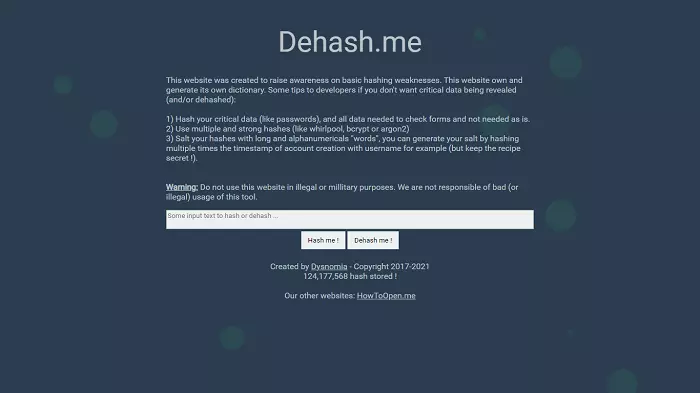 Dehash.me
This website was created to raise awareness on basic hashing weaknesses. This website own and
generate its own dictionary. Some tips to developers if you don't want critical data being revealed
(and/or dehashed):
1) Hash your critical data (like passwords), and all data needed to check forms and not needed as is.
2) Use multiple and strong hashes (like whirlpool, bcrypt or argon2)
3) Salt your hashes with long and alphanumericals "words", you can generate your salt by hashing
multiple times the timestamp of account creation with username for example (but keep the recipe
secret !).
Warning: Do not use this website in illegal or millitary purposes. We are not responsible of bad (or
illegal) usage of this tool.
Some input text to hash or dehash ...
Hash me ! Dehash me !
Created by Dysnomia - Copyright 2017-2021
124,177,568 hash stored !
Our other websites: HowToOpen.me